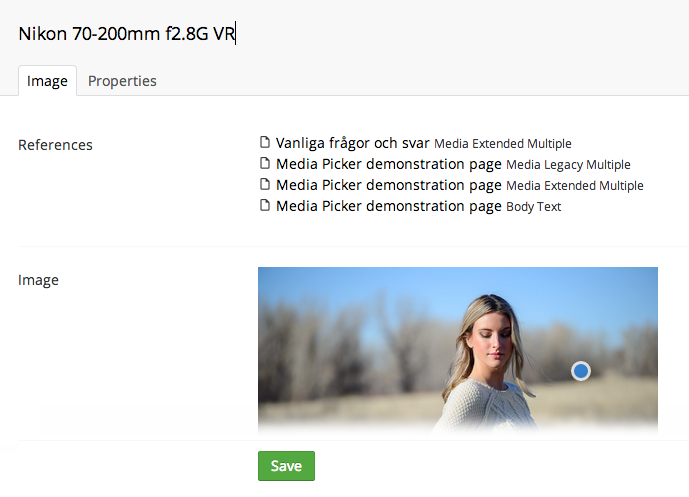 Nikon 70-200mm f2.8G VR
Image Properties
References
Vanliga frågor och svar Media Extended Multiple
Media Picker demonstration page Media Legacy Multiple
Media Picker demonstration page Media Extended Multiple
Media Picker demonstration page Body Text
Image
Save